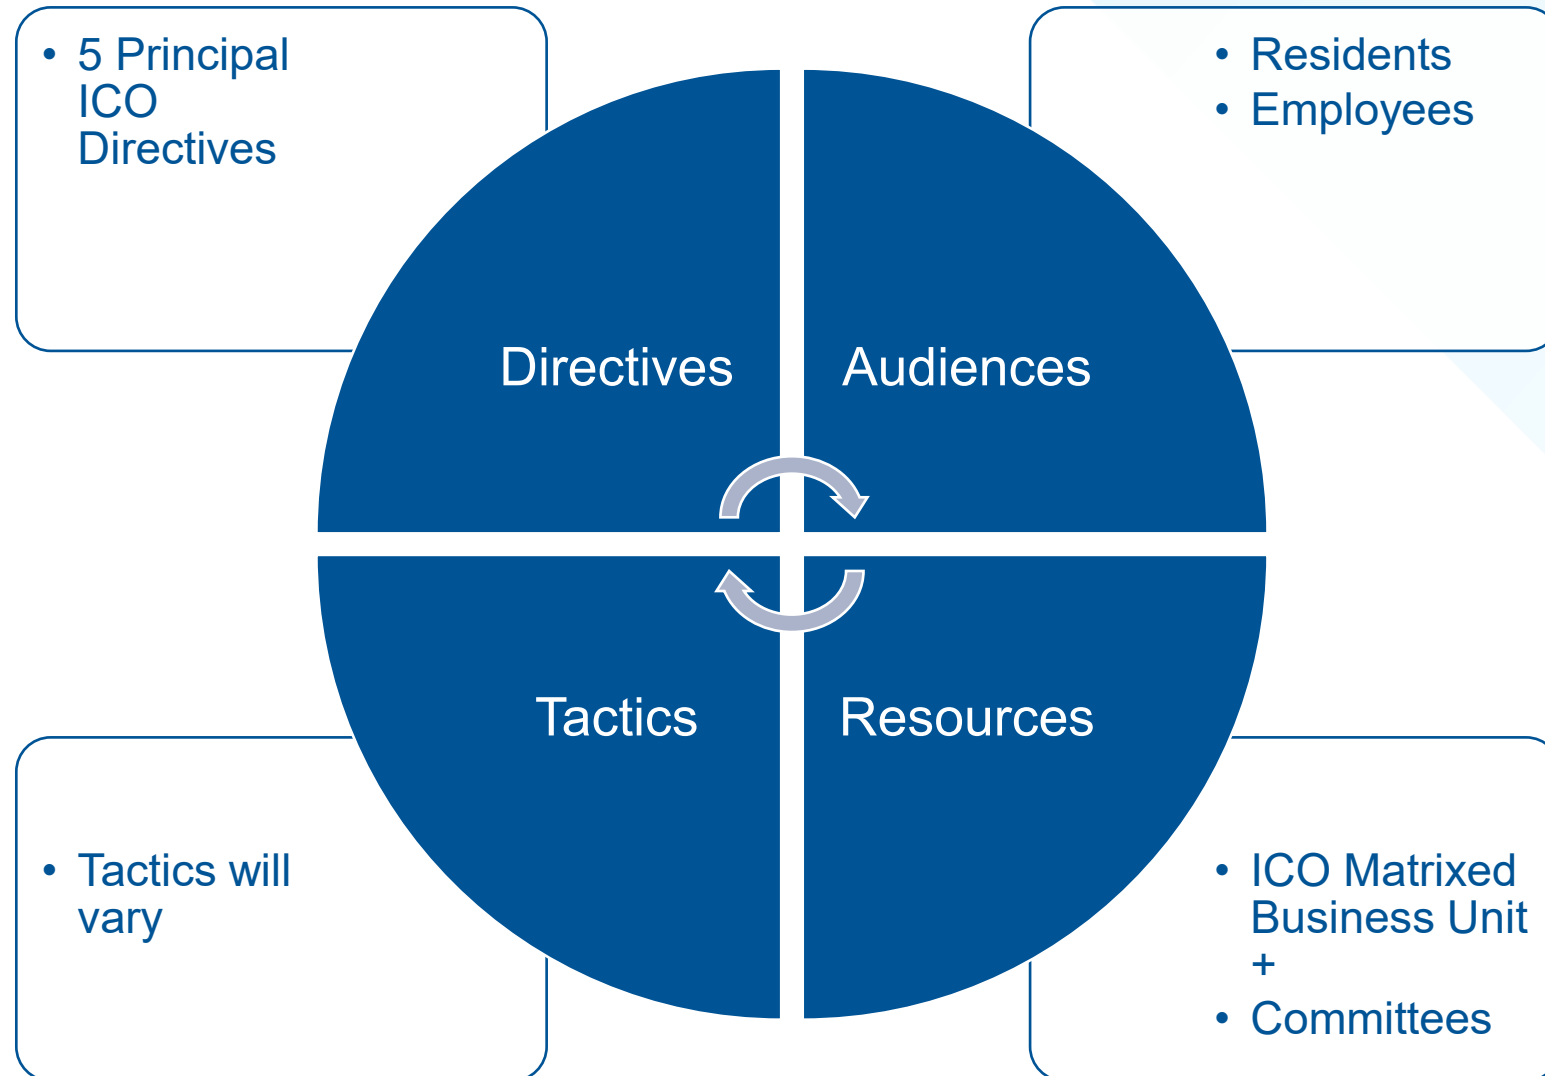 • 5 Principal
ICO
Directives
• Residents
• Employees
Directives
Audiences
Tactics
Resources
• Tactics will
vary
• ICO Matrixed
Business Unit
+
• Committees